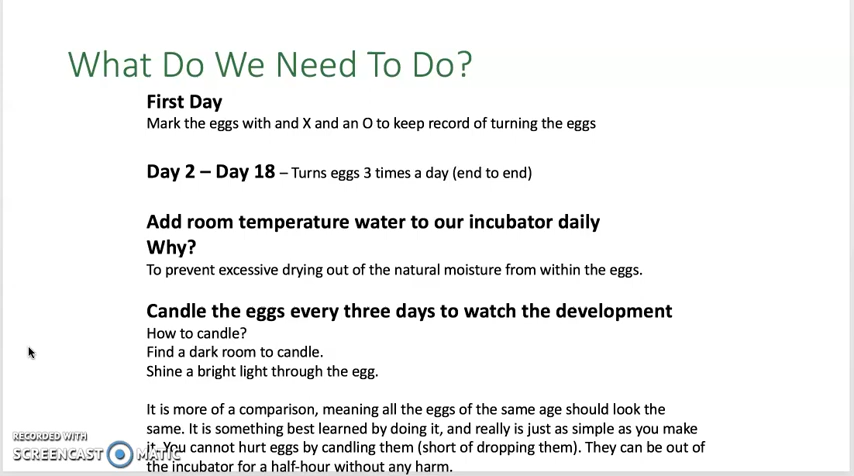 What Do We Need To Do?
First Day
Mark the eggs with and X and an O to keep record of turning the eggs
Day 2 – Day 18 – Turns eggs 3 times a day (end to end)
Add room temperature water to our incubator daily
Why?
To prevent excessive drying out of the natural moisture from within the eggs.
Candle the eggs every three days to watch the development
How to candle?
Find a dark room to candle.
Shine a bright light through the egg.
It is more of a comparison, meaning all the eggs of the same age should look the
same. It is something best learned by doing it, and really is just as simple as you make
it. You cannot hurt eggs by candling them (short of dropping them). They can be out of
the incubator for a half-hour without any harm.
RECORDED WITH
SCREENCAST MATIC